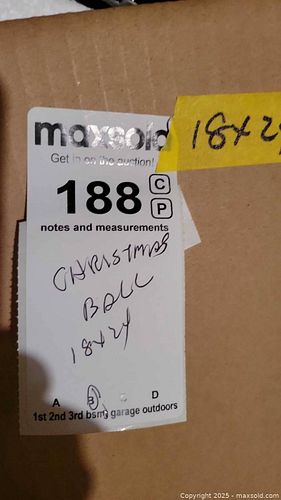 maxsold
Get in on the auction!
18x2
188
C
P
notes and measurements
CHRISTMAS
BALL
18x24
A B C D
1st 2nd 3rd bsmt garage outdoors
Copyright © 2025 - maxsold.com